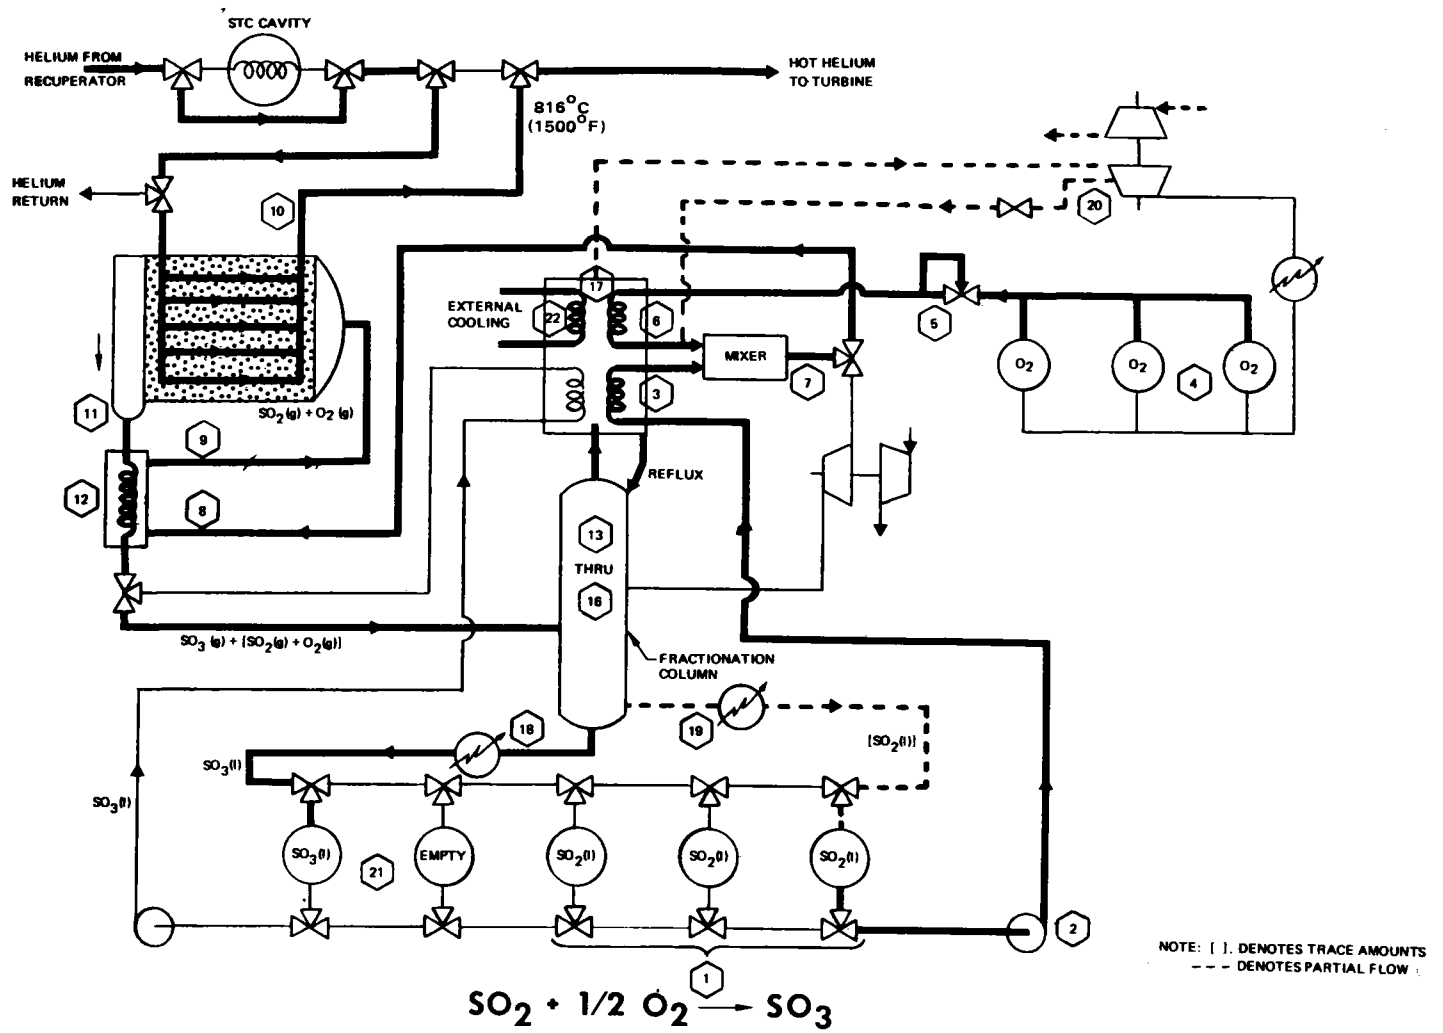 STC CAVITY
HELIUM FROM
RECUPERATOR
HOT HELIUM
TO TURBINE
816°C
(1500°F)
HELIUM
RETURN
10
20
17
EXTERNAL
COOLING
22
6
5
MIXER
7
O2
O2
O2
4
3
11
SO2(g) + O2(g)
9
REFLUX
12
8
13
THRU
16
SO3(g) + [SO2(g) + O2(g)]
FRACTIONATION
COLUMN
18
19
[SO2(l)]
SO3(l)
SO3(l)
SO3(l)
21
EMPTY
SO2(l)
SO2(l)
SO2(l)
2
1
NOTE: [ ]. DENOTES TRACE AMOUNTS
--- DENOTES PARTIAL FLOW
SO2 + 1/2 O2 → SO3